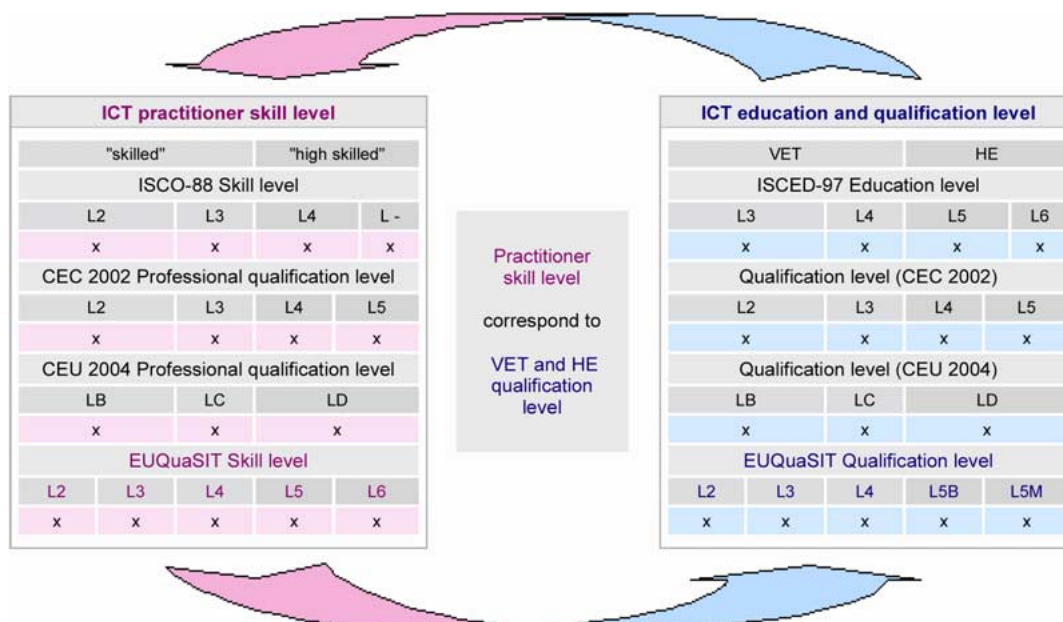 ICT practitioner skill level
"skilled" "high skilled"
ISCO-88 Skill level
L2 L3 L4 L -
x x x x
CEC 2002 Professional qualification level
L2 L3 L4 L5
x x x x
CEU 2004 Professional qualification level
LB LC LD
x x x
EUQuaSIT Skill level
L2 L3 L4 L5 L6
x x x x x
Practitioner
skill level
correspond to
VET and HE
qualification
level
ICT education and qualification level
VET HE
ISCED-97 Education level
L3 L4 L5 L6
x x x x
Qualification level (CEC 2002)
L2 L3 L4 L5
x x x x
Qualification level (CEU 2004)
LB LC LD
x x x
EUQuaSIT Qualification level
L2 L3 L4 L5B L5M
x x x x x